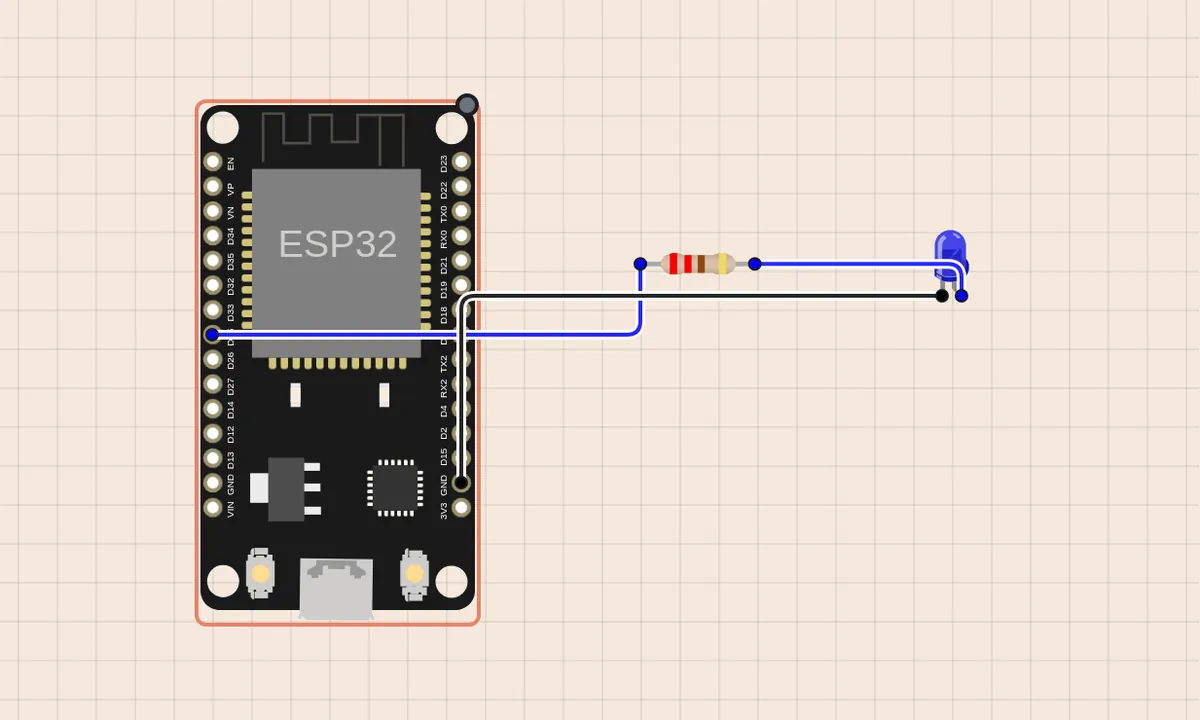 EN
VP
VN
D34
D35
D32
D33
D26
D27
D14
D12
D13
GND
VIN
ESP32
D23
D22
TX0
RX0
D21
D19
D18
TX2
RX2
D4
D2
D15
GND
3V3